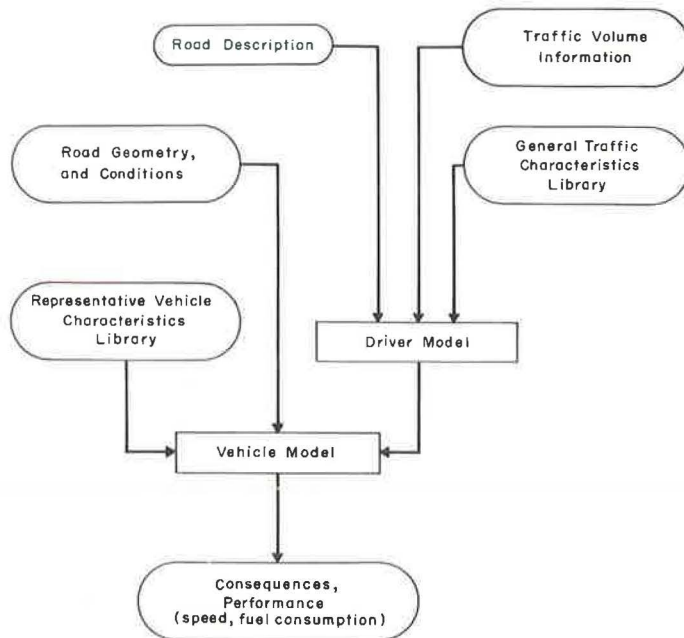 Road Description
Traffic Volume
Information
Road Geometry,
and Conditions
General Traffic
Characteristics
Library
Representative Vehicle
Characteristics
Library
Driver Model
Vehicle Model
Consequences,
Performance
(speed, fuel consumption)